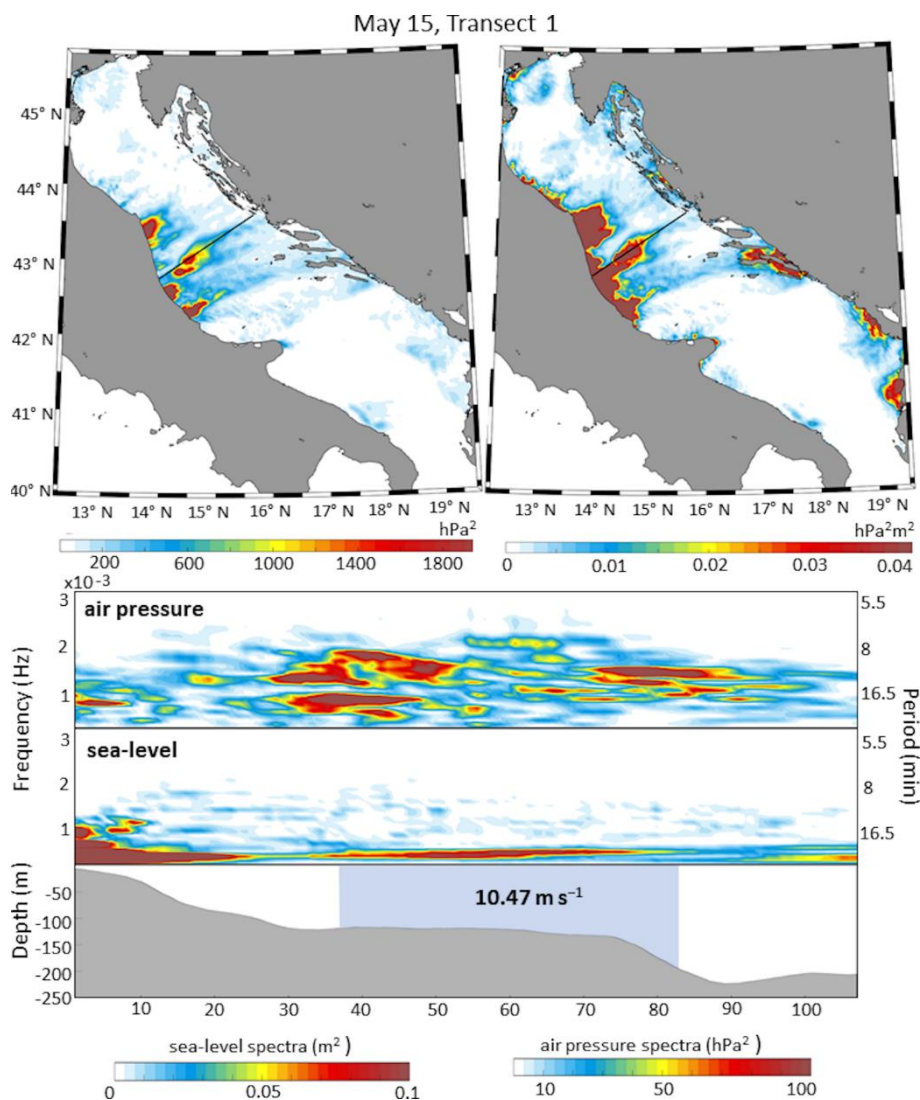 May 15, Transect 1
45° N
44° N
43° N
42° N
41° N
40° N
13° N 14° N 15° N 16° N 17° N 18° N 19° N
13° N 14° N 15° N 16° N 17° N 18° N 19° N
hPa²
200 600 1000 1400 1800
hPa²m²
0 0.01 0.02 0.03 0.04
x10⁻³
3
2
1
air pressure
5.5
8
16.5
Frequency (Hz)
Period (min)
3
2
1
sea-level
5.5
8
16.5
Depth (m)
-50
-100
-150
-200
-250
10.47 m s⁻¹
10 20 30 40 50 60 70 80 90 100
sea-level spectra (m²)
0 0.05 0.1
air pressure spectra (hPa²)
10 50 100